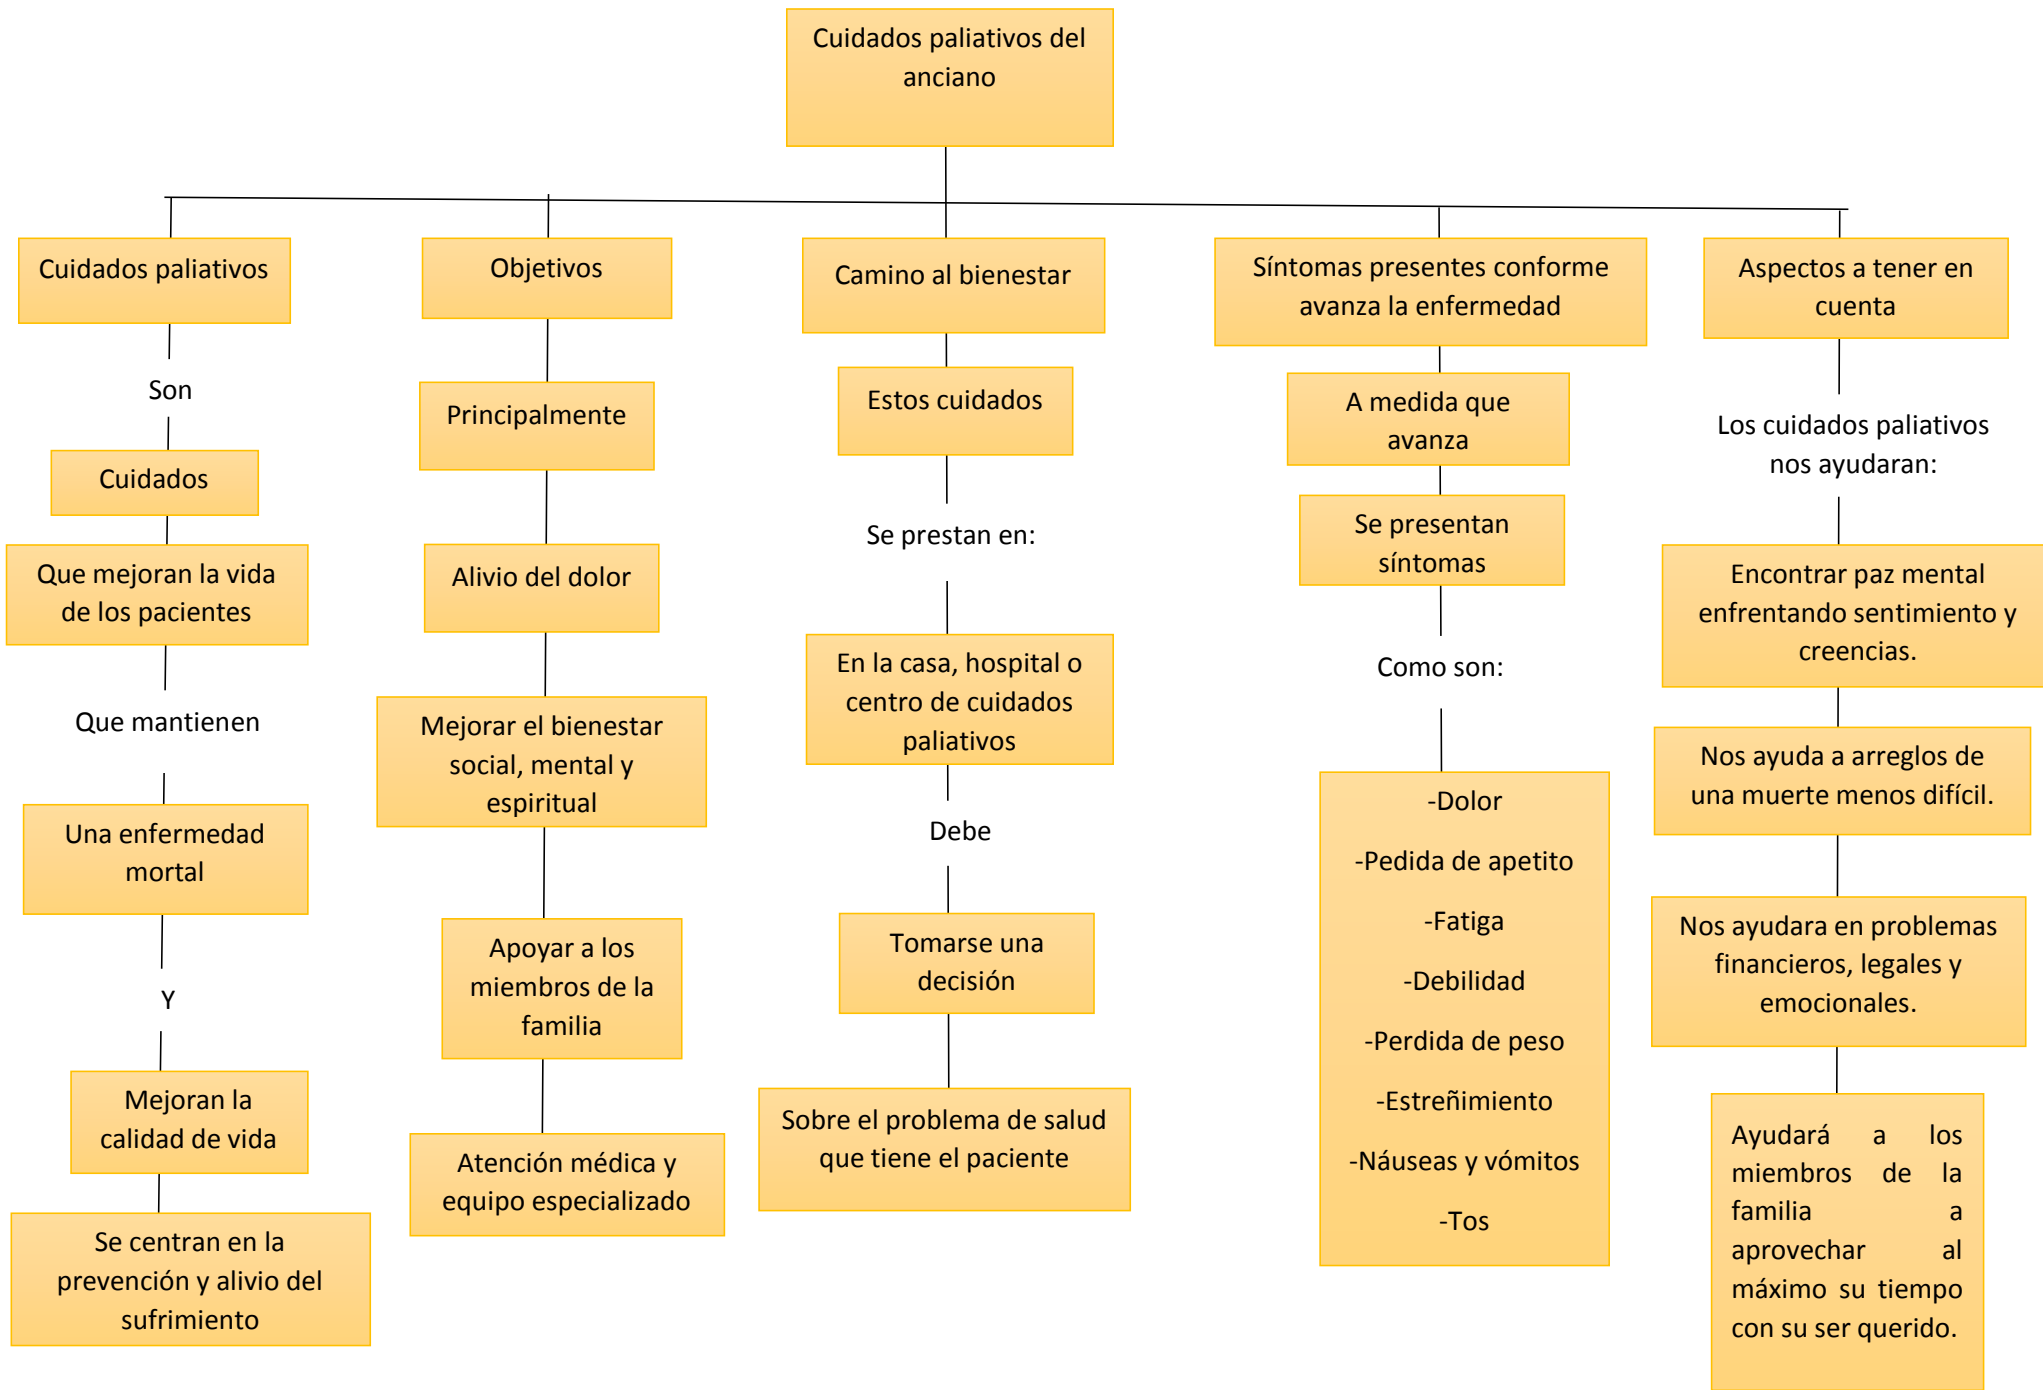 Cuidados paliativos del
anciano
Cuidados paliativos
Son
Cuidados
Que mejoran la vida
de los pacientes
Que mantienen
Una enfermedad
mortal
Y
Mejoran la
calidad de vida
Se centran en la
prevención y alivio del
sufrimiento
Objetivos
Principalmente
Alivio del dolor
Mejorar el bienestar
social, mental y
espiritual
Apoyar a los
miembros de la
familia
Atención médica y
equipo especializado
Camino al bienestar
Estos cuidados
Se prestan en:
En la casa, hospital o
centro de cuidados
paliativos
Debe
Tomarse una
decisión
Sobre el problema de salud
que tiene el paciente
Síntomas presentes conforme
avanza la enfermedad
A medida que
avanza
Se presentan
síntomas
Como son:
-Dolor
-Pedida de apetito
-Fatiga
-Debilidad
-Perdida de peso
-Estreñimiento
-Náuseas y vómitos
-Tos
Aspectos a tener en
cuenta
Los cuidados paliativos
nos ayudaran:
Encontrar paz mental
enfrentando sentimiento y
creencias.
Nos ayuda a arreglos de
una muerte menos difícil.
Nos ayudara en problemas
financieros, legales y
emocionales.
Ayudará a los
miembros de la
familia a
aprovechar al
máximo su tiempo
con su ser querido.